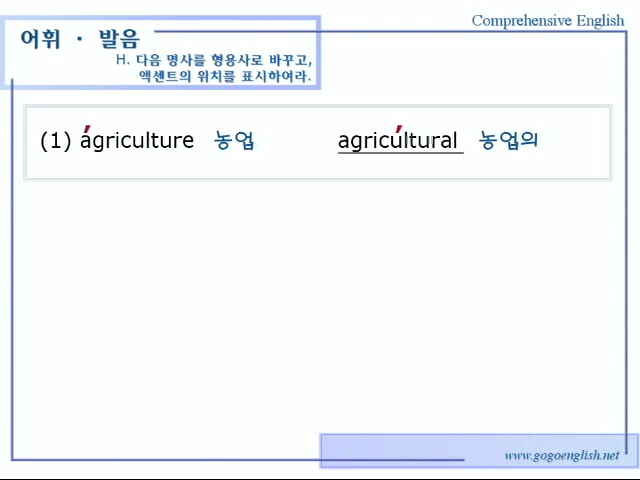 Comprehensive English
어휘 · 발음
H. 다음 명사를 형용사로 바꾸고,
액센트의 위치를 표시하여라.
(1) ágriculture 농업 agricúltural 농업의
www.gogoenglish.net